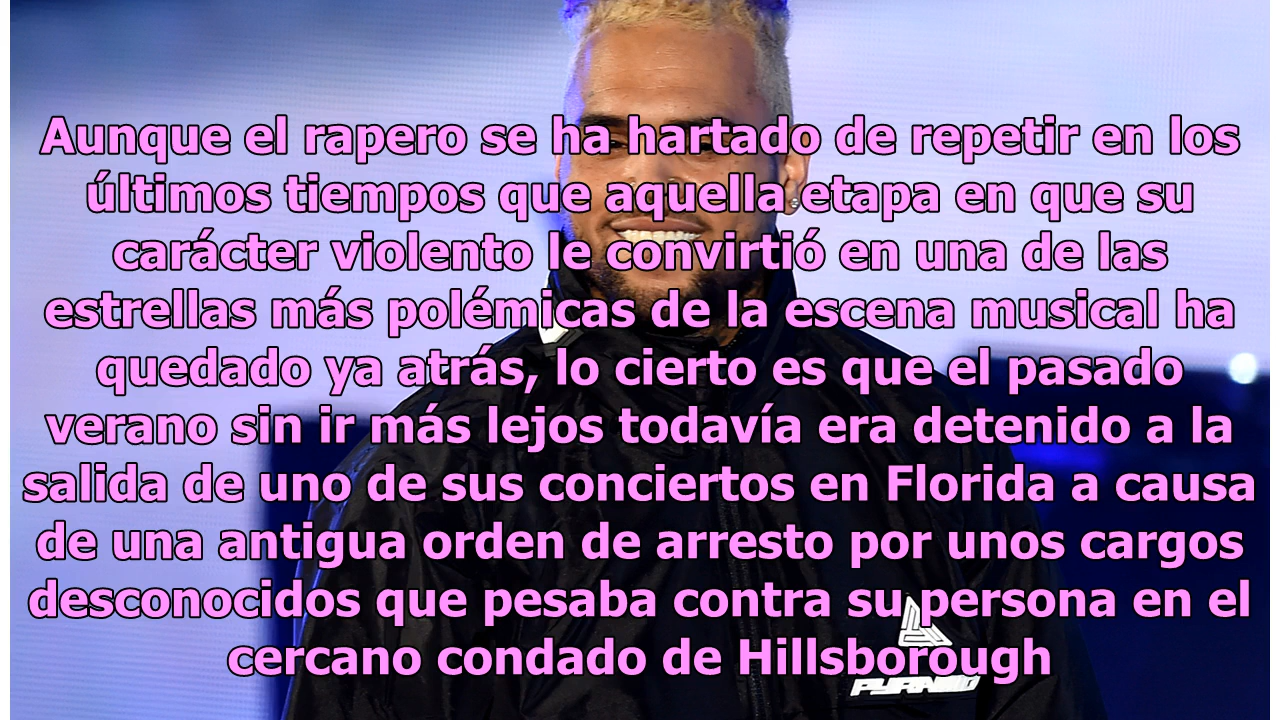 Aunque el rapero se ha hartado de repetir en los
últimos tiempos que aquella etapa en que su
carácter violento le convirtió en una de las
estrellas más polémicas de la escena musical ha
quedado ya atrás, lo cierto es que el pasado
verano sin ir más lejos todavía era detenido a la
salida de uno de sus conciertos en Florida a causa
de una antigua orden de arresto por unos cargos
desconocidos que pesaba contra su persona en el
cercano condado de Hillsborough
PYRAMID